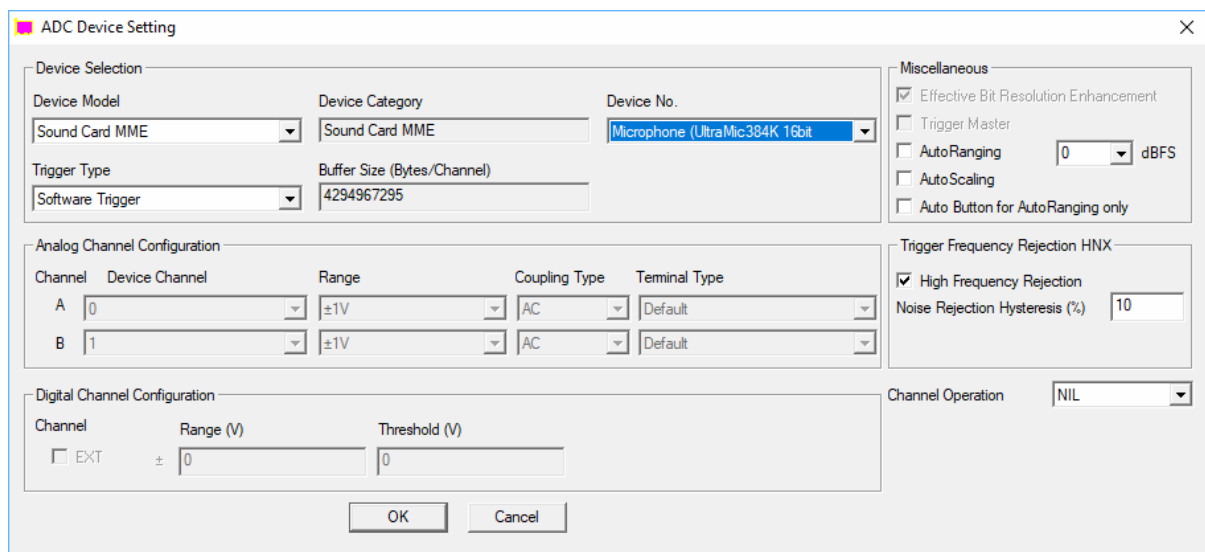 ADC Device Setting
Device Selection
Device Model Device Category Device No.
Sound Card MME Sound Card MME Microphone (UltraMic384K 16bit
Trigger Type Buffer Size (Bytes/Channel)
Software Trigger 4294967295
Miscellaneous
Effective Bit Resolution Enhancement
Trigger Master
AutoRanging 0 dBFS
AutoScaling
Auto Button for AutoRanging only
Analog Channel Configuration
Channel Device Channel Range Coupling Type Terminal Type
A 0 ±1V AC Default
B 1 ±1V AC Default
Trigger Frequency Rejection HNX
High Frequency Rejection
Noise Rejection Hysteresis (%) 10
Digital Channel Configuration
Channel Range (V) Threshold (V)
EXT ± 0 0
Channel Operation NIL
OK Cancel